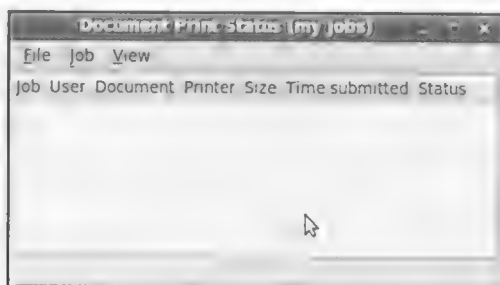 Document Print Status (my jobs)
File Job View
Job User Document Printer Size Time submitted Status